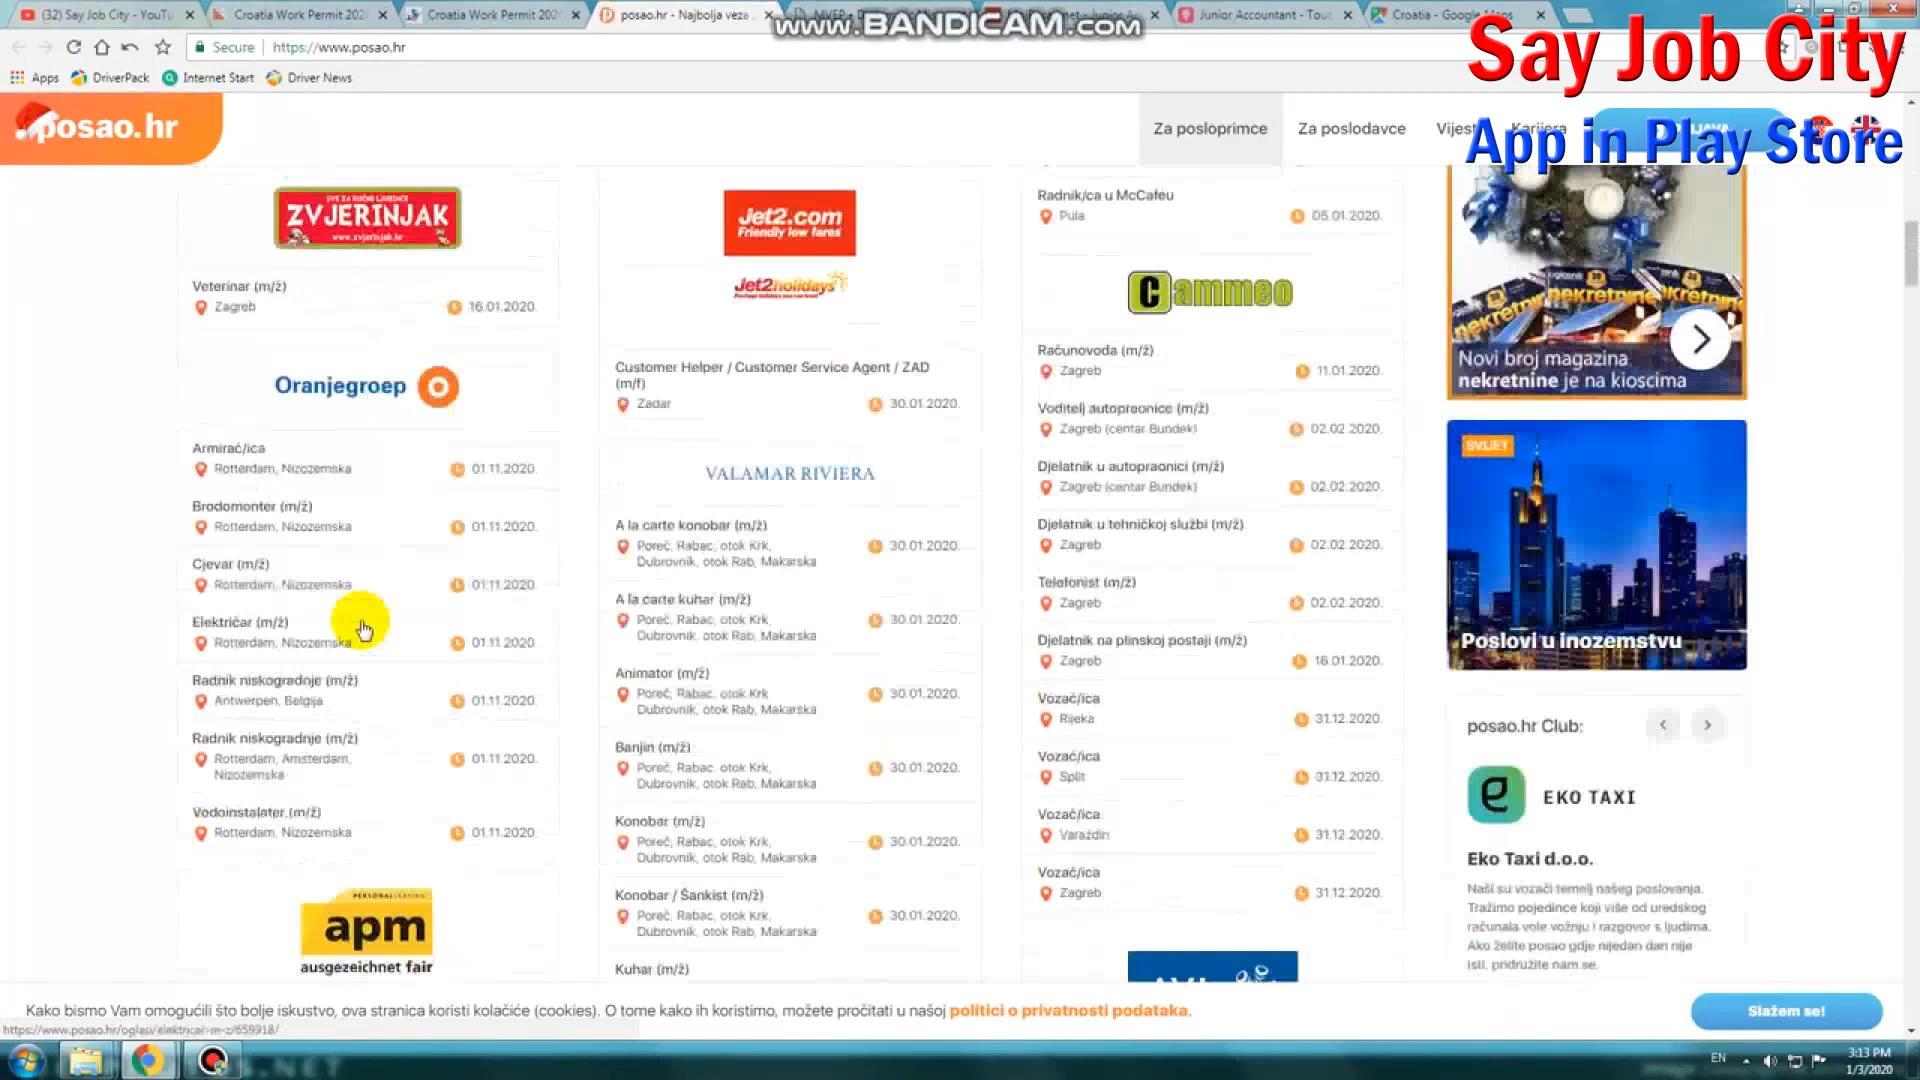 (32) Say Job City - YouTu
Croatia Work Permit 202
Croatia Work Permit 202
posao.hr - Najbolja veza
Junior Accountant - Touc
Croatia - Google Maps
www.BANDICAM.com
Say Job City
App in Play Store
Secure
https://www.posao.hr
Apps
DriverPack
Internet Start
Driver News
posao.hr
Za posloprimce
Za poslodavce
Vijesti
Karijera
SVE ZA KUĆNE LJUBIMCE
ZVJERINJAK
www.zvjerinjak.hr
Veterinar (m/ž)
Zagreb
16.01.2020.
Oranjegroep
Armirač/ica
Rotterdam, Nizozemska
01.11.2020.
Brodomonter (m/ž)
Rotterdam, Nizozemska
01.11.2020.
Cjevar (m/ž)
Rotterdam, Nizozemska
01.11.2020.
Električar (m/ž)
Rotterdam, Nizozemska
01.11.2020.
Radnik niskogradnje (m/ž)
Antwerpen, Belgija
01.11.2020.
Radnik niskogradnje (m/ž)
Rotterdam, Amsterdam,
Nizozemska
01.11.2020.
Vodoinstalater (m/ž)
Rotterdam, Nizozemska
01.11.2020.
PERSONAL LEASING
apm
ausgezeichnet fair
Jet2.com
Friendly low fares
Jet2holidays
Package holidays you can trust
Customer Helper / Customer Service Agent / ZAD
(m/f)
Zadar
30.01.2020.
VALAMAR RIVIERA
A la carte konobar (m/ž)
Poreč, Rabac, otok Krk,
Dubrovnik, otok Rab, Makarska
30.01.2020.
A la carte kuhar (m/ž)
Poreč, Rabac, otok Krk,
Dubrovnik, otok Rab, Makarska
30.01.2020.
Animator (m/ž)
Poreč, Rabac, otok Krk,
Dubrovnik, otok Rab, Makarska
30.01.2020.
Banjin (m/ž)
Poreč, Rabac, otok Krk,
Dubrovnik, otok Rab, Makarska
30.01.2020.
Konobar (m/ž)
Poreč, Rabac, otok Krk,
Dubrovnik, otok Rab, Makarska
30.01.2020.
Konobar / Šankist (m/ž)
Poreč, Rabac, otok Krk,
Dubrovnik, otok Rab, Makarska
30.01.2020.
Kuhar (m/ž)
Radnik/ca u McCafeu
Pula
05.01.2020.
Cammeo
Računovođa (m/ž)
Zagreb
11.01.2020.
Voditelj autopraonice (m/ž)
Zagreb (centar Bundek)
02.02.2020.
Djelatnik u autopraonici (m/ž)
Zagreb (centar Bundek)
02.02.2020.
Djelatnik u tehničkoj službi (m/ž)
Zagreb
02.02.2020.
Telefonist (m/ž)
Zagreb
02.02.2020.
Djelatnik na plinskoj postaji (m/ž)
Zagreb
16.01.2020.
Vozač/ica
Rijeka
31.12.2020.
Vozač/ica
Split
31.12.2020.
Vozač/ica
Varaždin
31.12.2020.
Vozač/ica
Zagreb
31.12.2020.
nekretnine
Novi broj magazina
nekretnine je na kioscima
SVIJET
Poslovi u inozemstvu
posao.hr Club:
e
EKO TAXI
Eko Taxi d.o.o.
Naši su vozači temelj našeg poslovanja.
Tražimo pojedince koji više od uredskog
računala vole vožnju i razgovor s ljudima.
Ako želite posao gdje nijedan dan nije
isti, pridružite nam se.
Kako bismo Vam omogućili što bolje iskustvo, ova stranica koristi kolačiće (cookies). O tome kako ih koristimo, možete pročitati u našoj politici o privatnosti podataka.
Slažem se!
https://www.posao.hr/oglasi/elektricar-m-z/659918/
EN
3:13 PM
1/3/2020